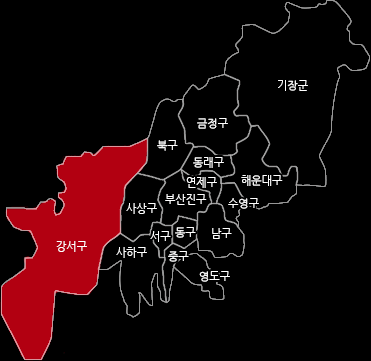 기장군
금정구
북구
동래구
연제구
해운대구
부산진구
사상구
수영구
서구
동구
남구
강서구
사하구
중구
영도구